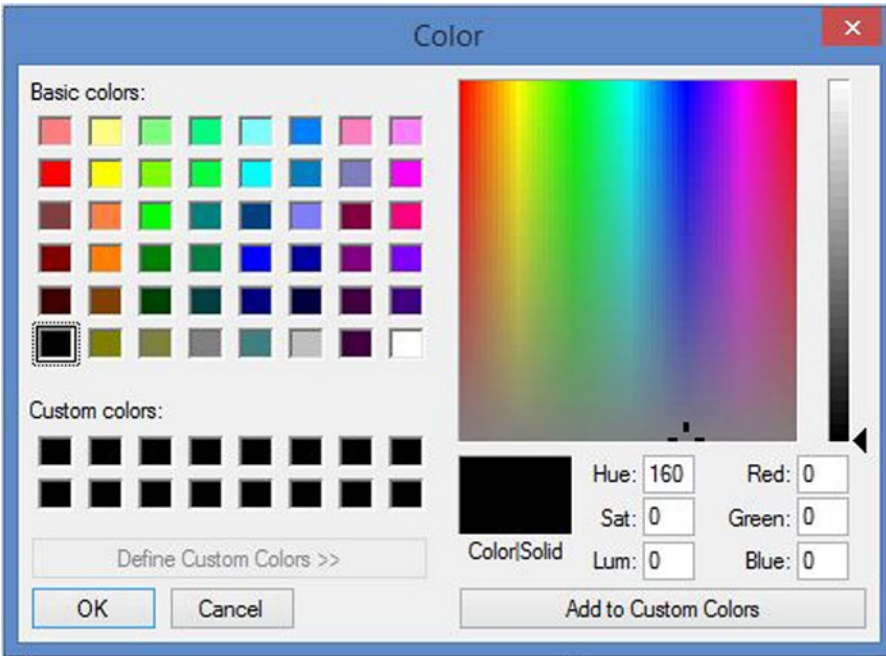 Color
Basic colors:
Custom colors:
Define Custom Colors >>
OK
Cancel
Color|Solid
Hue: 160
Sat: 0
Lum: 0
Red: 0
Green: 0
Blue: 0
Add to Custom Colors